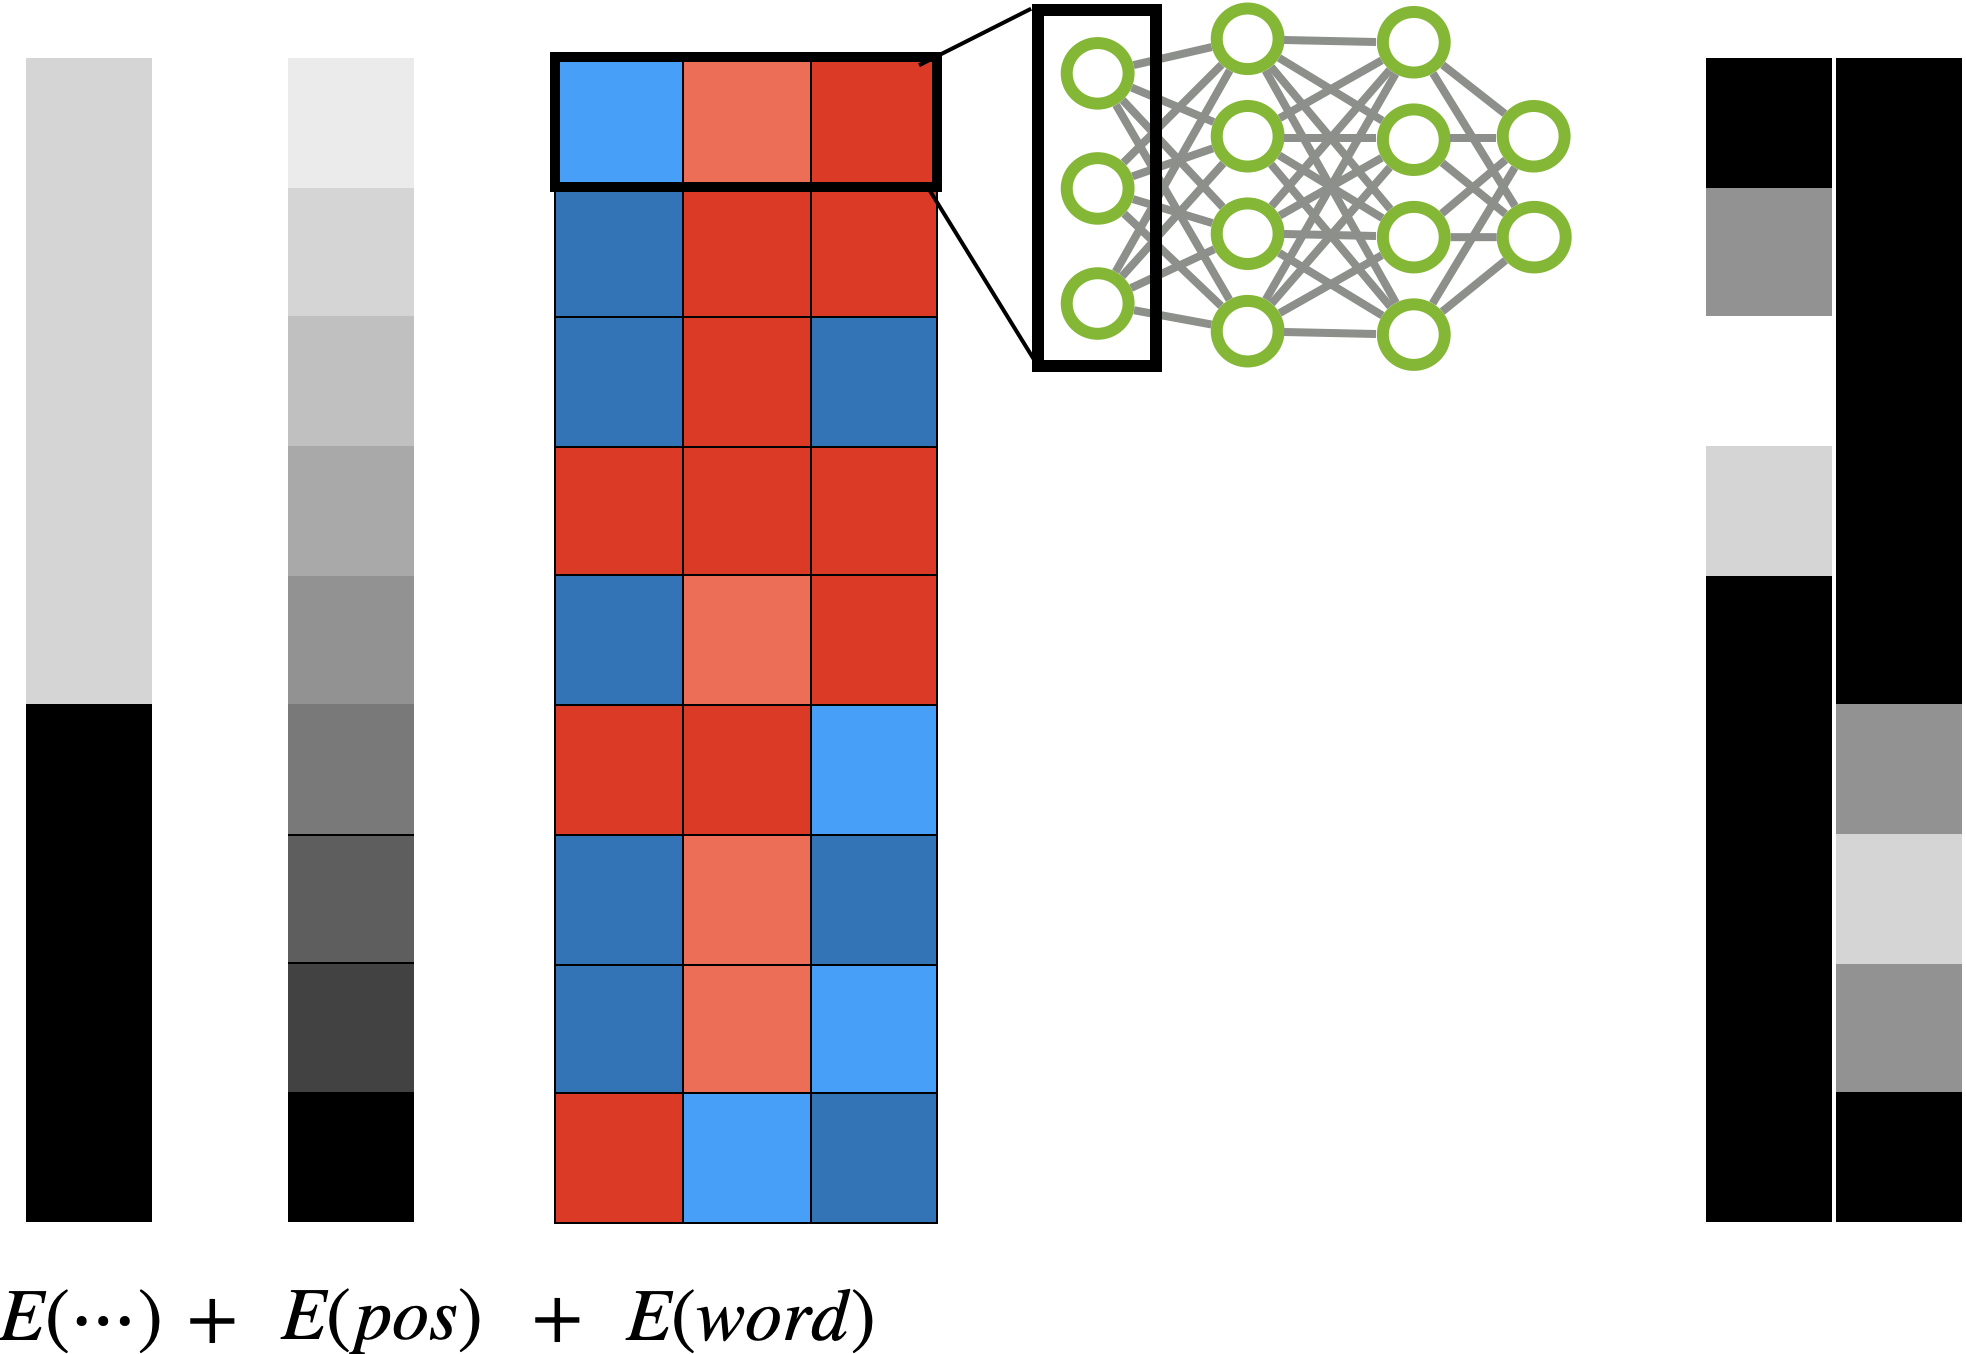 E(⋯) + E(pos) + E(word)